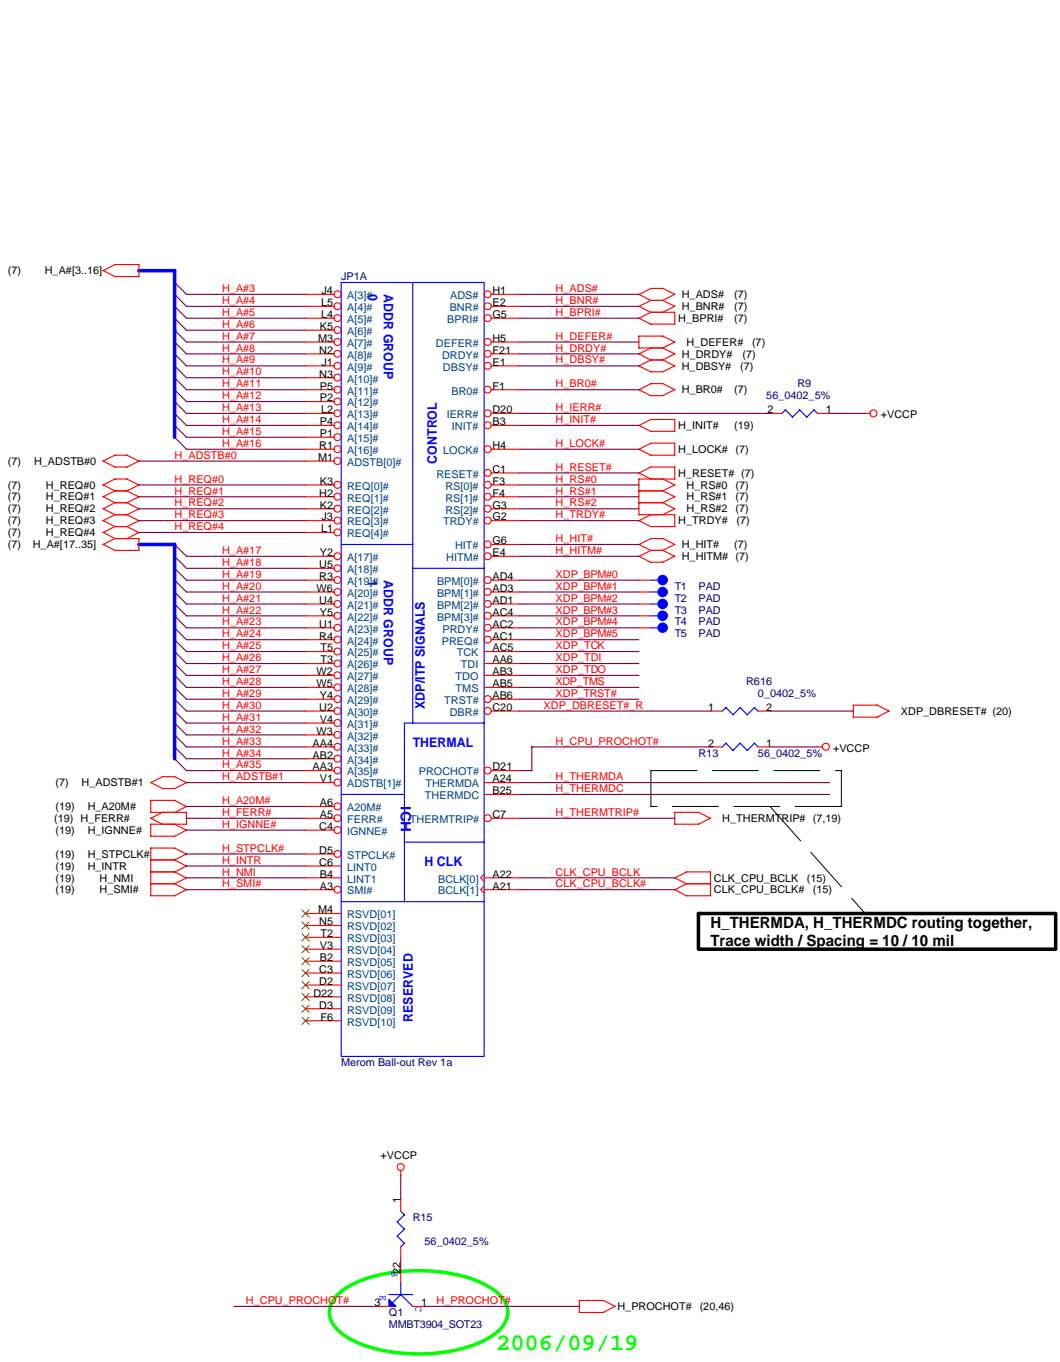 JP1A
(7) H_A#[3..16]
H_A#3 J4 A[3]#
H_A#4 L5 A[4]#
H_A#5 L4 A[5]#
H_A#6 K5 A[6]#
H_A#7 M3 A[7]#
H_A#8 N2 A[8]#
H_A#9 J1 A[9]#
H_A#10 N3 A[10]#
H_A#11 P5 A[11]#
H_A#12 P2 A[12]#
H_A#13 L2 A[13]#
H_A#14 P4 A[14]#
H_A#15 P1 A[15]#
H_A#16 R1 A[16]#
(7) H_ADSTB#0 H_ADSTB#0 M1 ADSTB[0]#
(7) H_REQ#0 H_REQ#0 K3 REQ[0]#
(7) H_REQ#1 H_REQ#1 H2 REQ[1]#
(7) H_REQ#2 H_REQ#2 K2 REQ[2]#
(7) H_REQ#3 H_REQ#3 J3 REQ[3]#
(7) H_REQ#4 H_REQ#4 L1 REQ[4]#
ADDR GROUP 0
(7) H_A#[17..35]
H_A#17 Y2 A[17]#
H_A#18 U5 A[18]#
H_A#19 R3 A[19]#
H_A#20 W6 A[20]#
H_A#21 U4 A[21]#
H_A#22 Y5 A[22]#
H_A#23 U1 A[23]#
H_A#24 R4 A[24]#
H_A#25 T5 A[25]#
H_A#26 T3 A[26]#
H_A#27 W2 A[27]#
H_A#28 W5 A[28]#
H_A#29 Y4 A[29]#
H_A#30 U2 A[30]#
H_A#31 V4 A[31]#
H_A#32 W3 A[32]#
H_A#33 AA4 A[33]#
H_A#34 AB2 A[34]#
H_A#35 AA3 A[35]#
(7) H_ADSTB#1 H_ADSTB#1 V1 ADSTB[1]#
ADDR GROUP 1
(19) H_A20M# H_A20M# A6 A20M#
(19) H_FERR# H_FERR# A5 FERR#
(19) H_IGNNE# H_IGNNE# C4 IGNNE#
(19) H_STPCLK# H_STPCLK# D5 STPCLK#
(19) H_INTR H_INTR C6 LINT0
(19) H_NMI H_NMI B4 LINT1
(19) H_SMI# H_SMI# A3 SMI#
ICH
M4 RSVD[01]
N5 RSVD[02]
T2 RSVD[03]
V3 RSVD[04]
B2 RSVD[05]
C3 RSVD[06]
D2 RSVD[07]
D22 RSVD[08]
D3 RSVD[09]
F6 RSVD[10]
RESERVED
Merom Ball-out Rev 1a
CONTROL
ADS# H1 H_ADS# H_ADS# (7)
BNR# E2 H_BNR# H_BNR# (7)
BPRI# G5 H_BPRI# H_BPRI# (7)
DEFER# H5 H_DEFER# H_DEFER# (7)
DRDY# F21 H_DRDY# H_DRDY# (7)
DBSY# E1 H_DBSY# H_DBSY# (7)
BR0# F1 H_BR0# H_BR0# (7)
R9
56_0402_5%
IERR# D20 H_IERR# 2 1 +VCCP
INIT# B3 H_INIT# H_INIT# (19)
LOCK# H4 H_LOCK# H_LOCK# (7)
RESET# C1 H_RESET# H_RESET# (7)
RS[0]# F3 H_RS#0 H_RS#0 (7)
RS[1]# F4 H_RS#1 H_RS#1 (7)
RS[2]# G3 H_RS#2 H_RS#2 (7)
TRDY# G2 H_TRDY# H_TRDY# (7)
HIT# G6 H_HIT# H_HIT# (7)
HITM# E4 H_HITM# H_HITM# (7)
XDP/ITP SIGNALS
BPM[0]# AD4 XDP_BPM#0 T1 PAD
BPM[1]# AD3 XDP_BPM#1 T2 PAD
BPM[2]# AD1 XDP_BPM#2 T3 PAD
BPM[3]# AC4 XDP_BPM#3 T4 PAD
PRDY# AC2 XDP_BPM#4 T5 PAD
PREQ# AC1 XDP_BPM#5
TCK AC5 XDP_TCK
TDI AA6 XDP_TDI
TDO AB3 XDP_TDO
TMS AB5 XDP_TMS
TRST# AB6 XDP_TRST#
R616
0_0402_5%
DBR# C20 XDP_DBRESET#_R 1 2 XDP_DBRESET# (20)
THERMAL
H_CPU_PROCHOT# 2 1 +VCCP
R13 56_0402_5%
PROCHOT# D21
THERMDA A24 H_THERMDA
THERMDC B25 H_THERMDC
THERMTRIP# C7 H_THERMTRIP# H_THERMTRIP# (7,19)
H CLK
BCLK[0] A22 CLK_CPU_BCLK CLK_CPU_BCLK (15)
BCLK[1] A21 CLK_CPU_BCLK# CLK_CPU_BCLK# (15)
H_THERMDA, H_THERMDC routing together,
Trace width / Spacing = 10 / 10 mil
+VCCP
1
R15
56_0402_5%
2 2
B
H_CPU_PROCHOT# 3 E C 1 H_PROCHOT# H_PROCHOT# (20,46)
Q1
MMBT3904_SOT23
2006/09/19